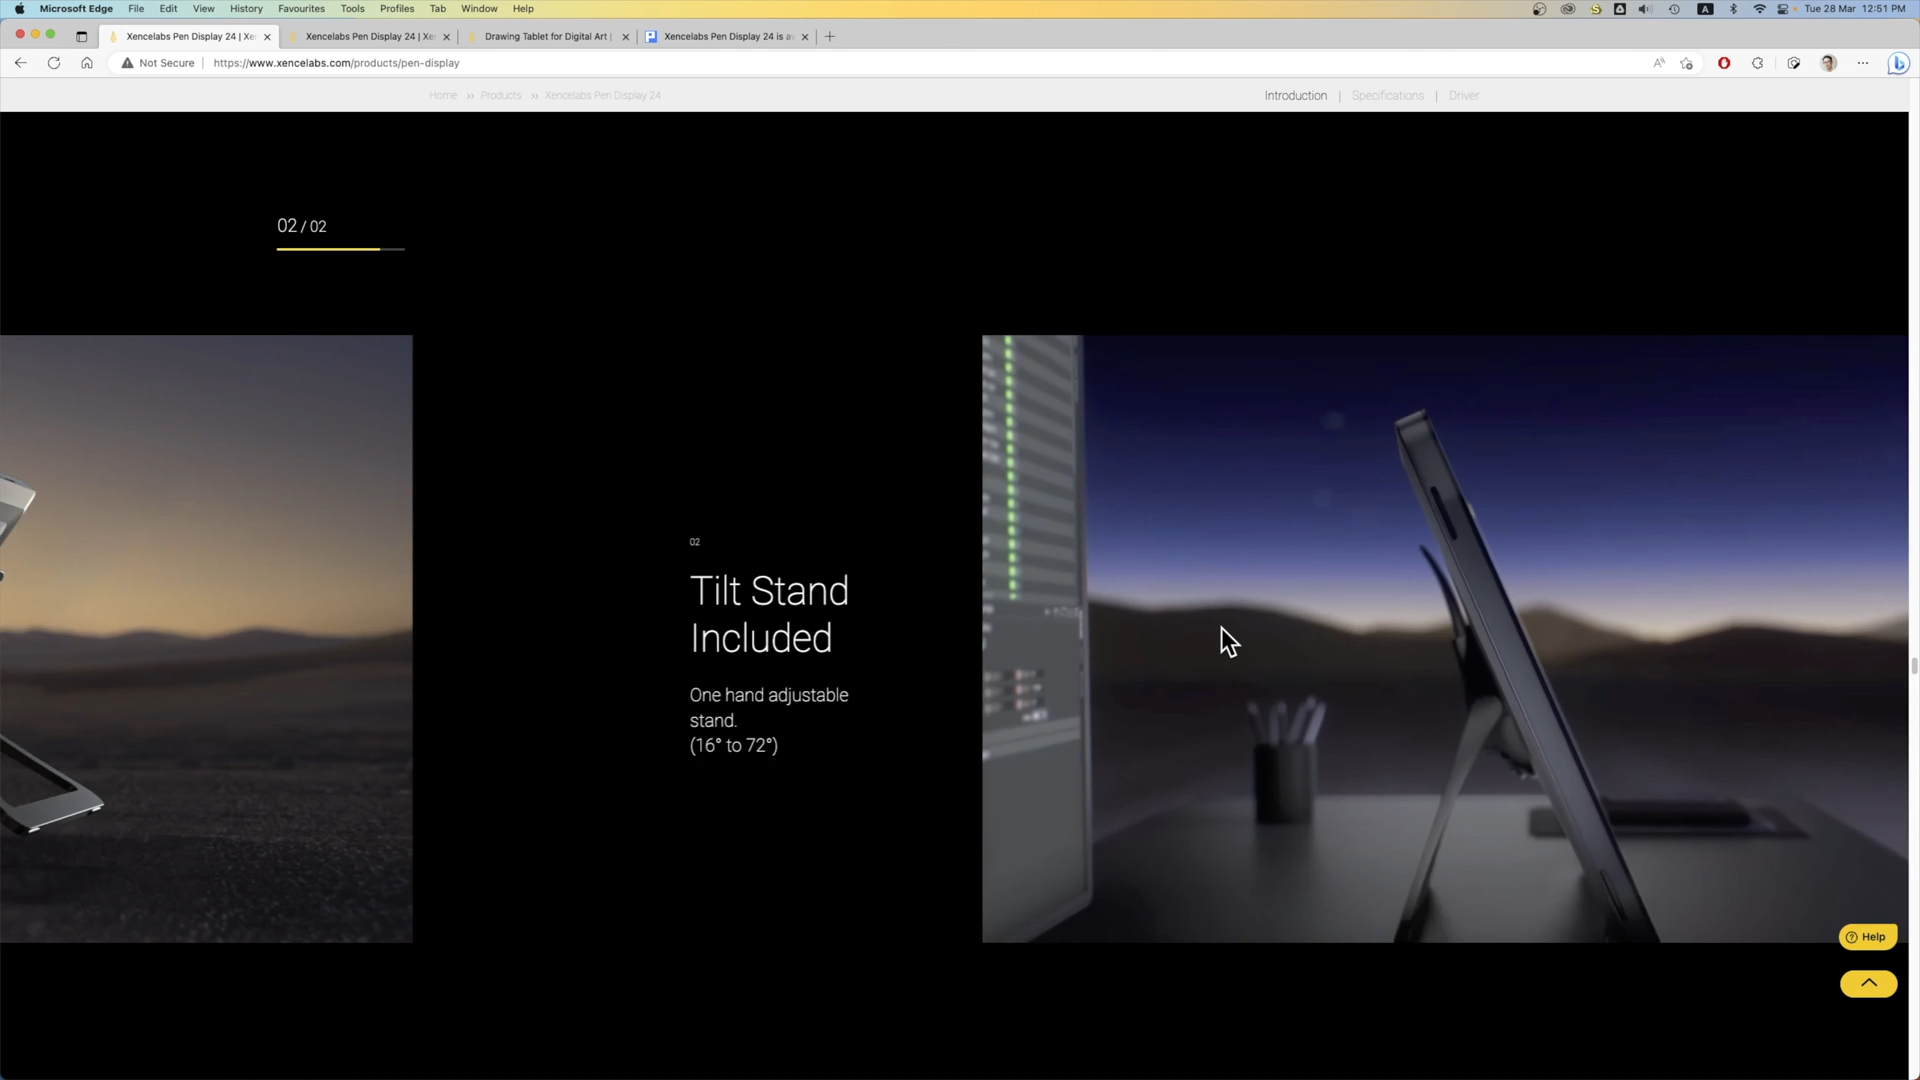 Microsoft Edge File Edit View History Favourites Tools Profiles Tab Window Help
A Tue 28 Mar 12:51 PM
Xencelabs Pen Display 24 | Xe
Xencelabs Pen Display 24 | Xe
Drawing Tablet for Digital Art |
Xencelabs Pen Display 24 is a
Not Secure https://www.xencelabs.com/products/pen-display
Home » Products » Xencelabs Pen Display 24
Introduction | Specifications | Driver
02 / 02
02
Tilt Stand
Included
One hand adjustable
stand.
(16° to 72°)
Help